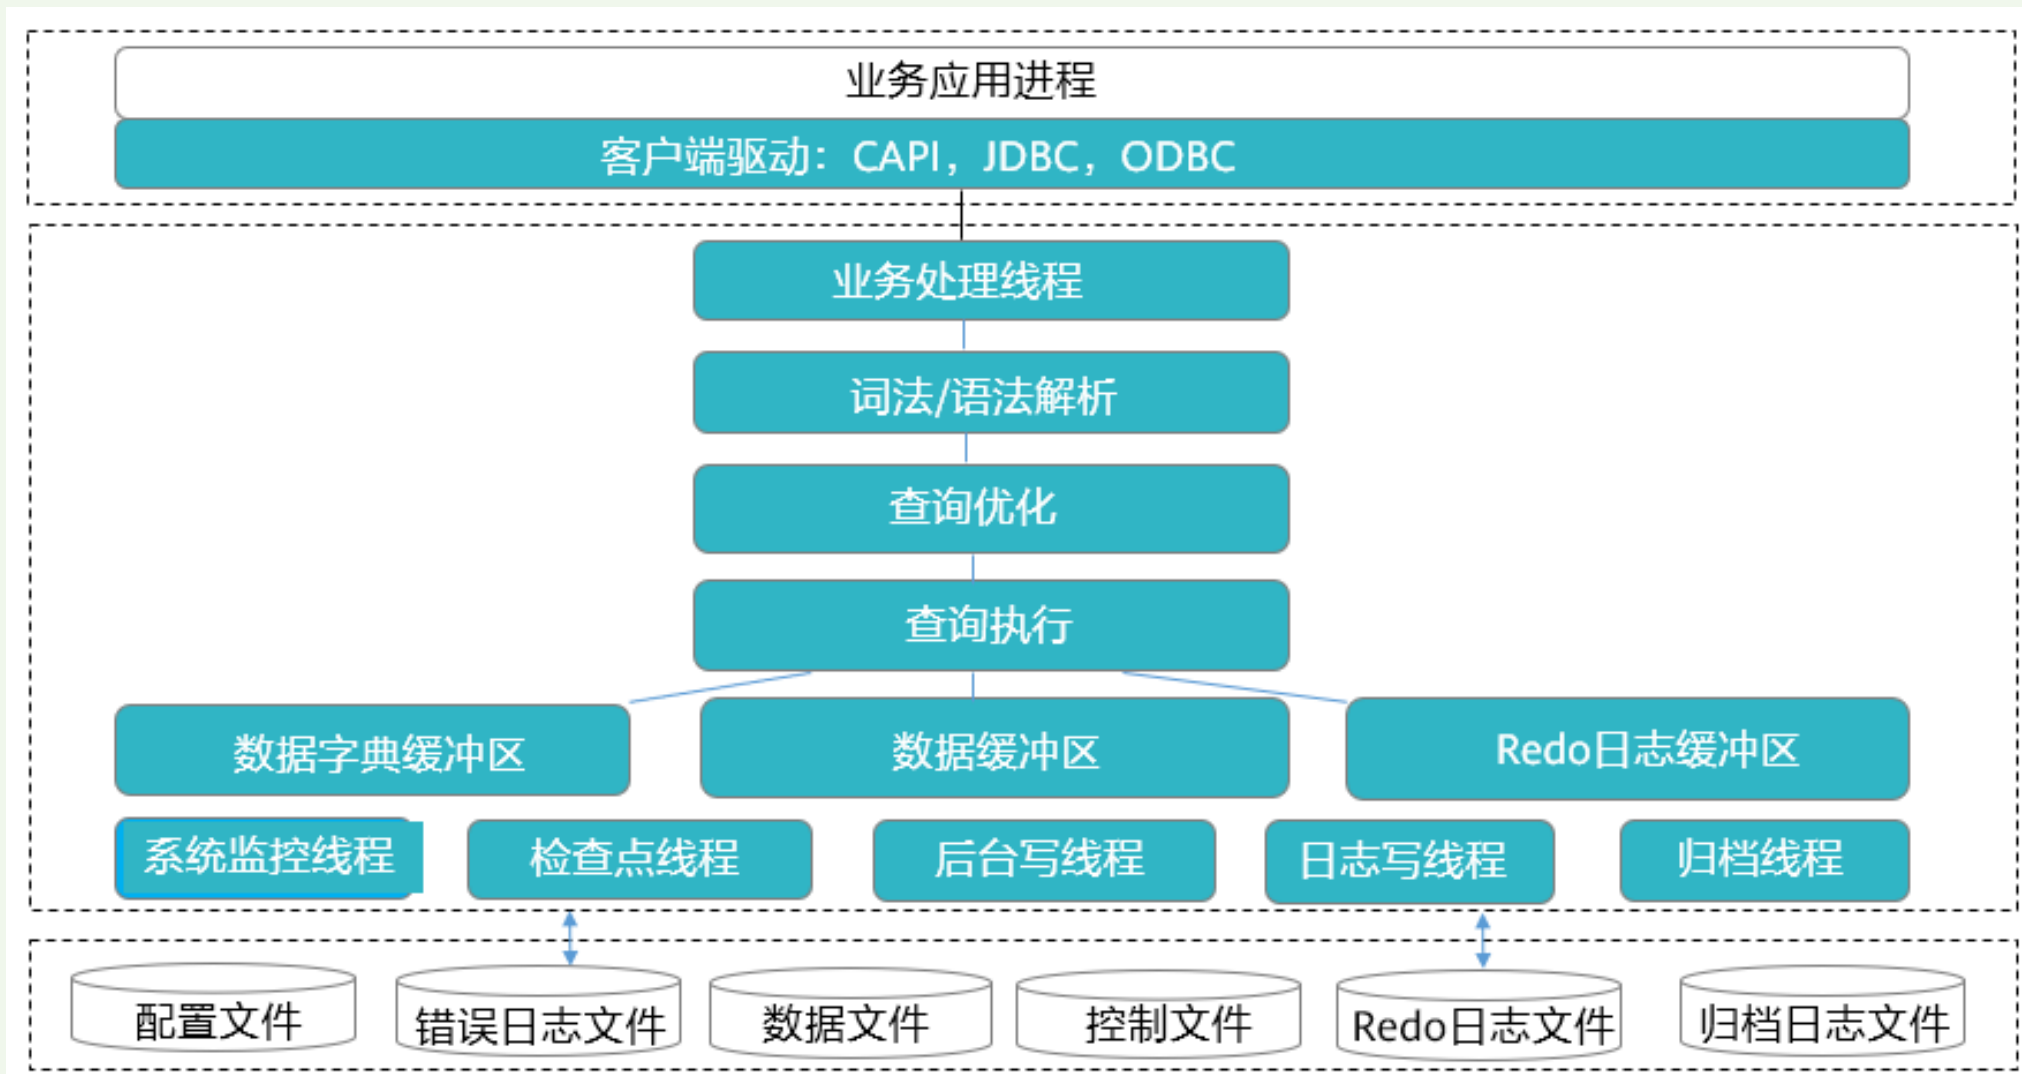 业务应用进程
客户端驱动：CAPI，JDBC，ODBC
业务处理线程
词法/语法解析
查询优化
查询执行
数据字典缓冲区
数据缓冲区
Redo日志缓冲区
系统监控线程
检查点线程
后台写线程
日志写线程
归档线程
配置文件
错误日志文件
数据文件
控制文件
Redo日志文件
归档日志文件